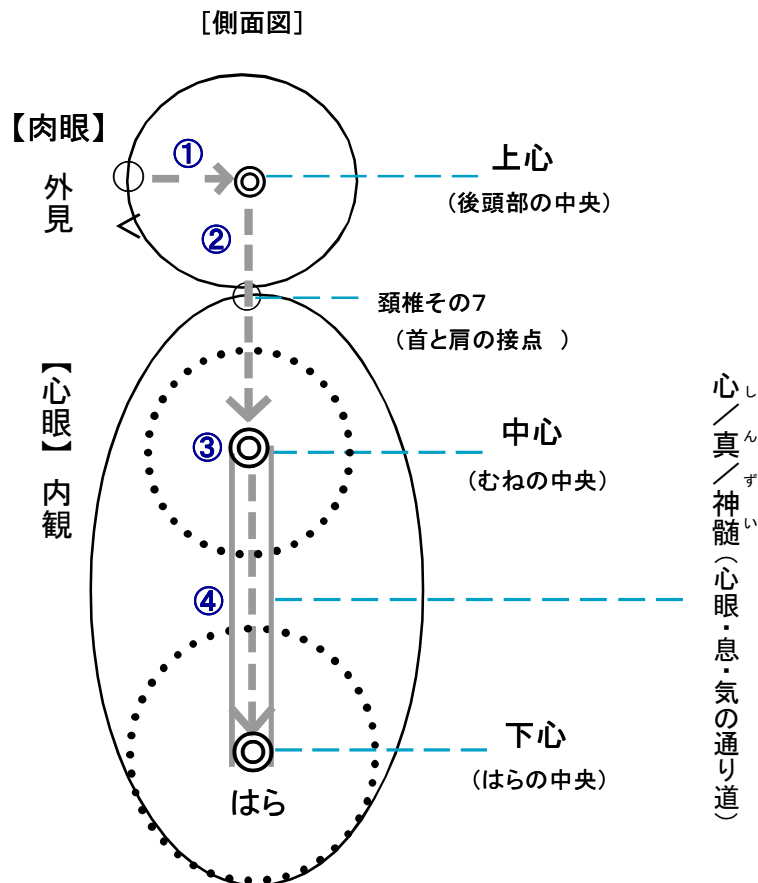 [側面図]
【肉眼】
外見
①
上心
(後頭部の中央)
②
頚椎その7
(首と肩の接点 )
【心眼】 内観
③
中心
(むねの中央)
心/真/神髄(心眼・息・気の通り道)
しんずい
④
下心
(はらの中央)
はら